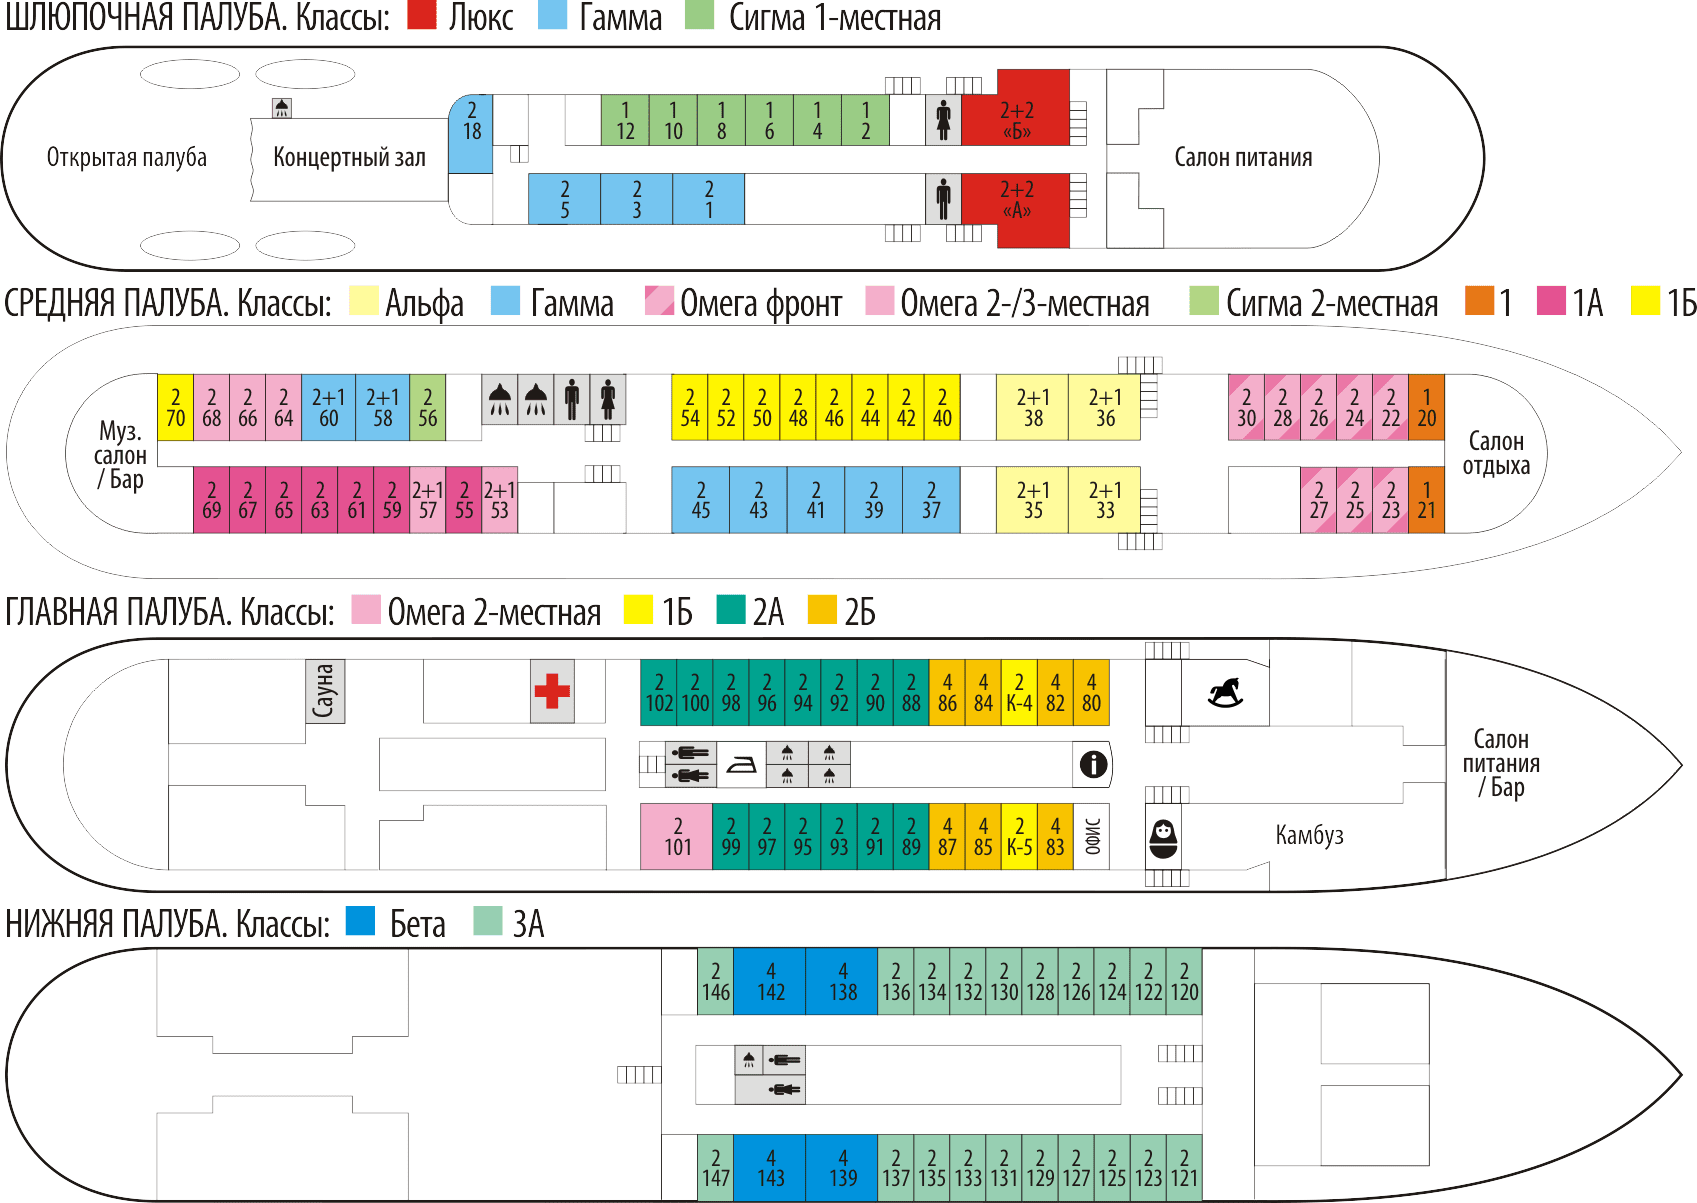 ШЛЮПОЧНАЯ ПАЛУБА. Классы: Люкс Гамма Сигма 1-местная
2 1 1 1 1 1 1 2+2
18 12 10 8 6 4 2 «Б»
Открытая палуба Концертный зал Салон питания
2 2 2 2+2
5 3 1 «А»
СРЕДНЯЯ ПАЛУБА. Классы: Альфа Гамма Омега фронт Омега 2-/3-местная Сигма 2-местная 1 1А 1Б
2 2 2 2 2+1 2+1 2 2 2 2 2 2 2 2 2 2+1 2+1 2 2 2 2 2 1
70 68 66 64 60 58 56 54 52 50 48 46 44 42 40 38 36 30 28 26 24 22 20
Муз.
салон
/ Бар
Салон
отдыха
2 2 2 2 2 2 2+1 2 2+1 2 2 2 2 2 2+1 2+1 2 2 2 1
69 67 65 63 61 59 57 55 53 45 43 41 39 37 35 33 27 25 23 21
ГЛАВНАЯ ПАЛУБА. Классы: Омега 2-местная 1Б 2А 2Б
Сауна
2 2 2 2 2 2 2 2 4 4 2 4 4
102 100 98 96 94 92 90 88 86 84 К-4 82 80
i
Салон
питания
/ Бар
2 2 2 2 2 2 2 4 4 2 4
101 99 97 95 93 91 89 87 85 К-5 83
ОФИС
Камбуз
НИЖНЯЯ ПАЛУБА. Классы: Бета 3А
2 4 4 2 2 2 2 2 2 2 2 2
146 142 138 136 134 132 130 128 126 124 122 120
2 4 4 2 2 2 2 2 2 2 2 2
147 143 139 137 135 133 131 129 127 125 123 121